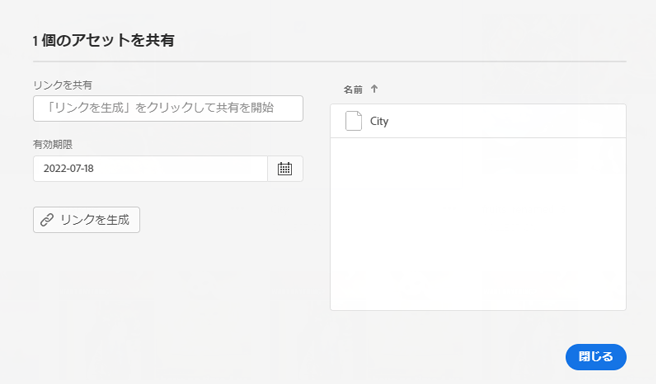 1 個のアセットを共有
リンクを共有
「リンクを生成」をクリックして共有を開始
有効期限
2022-07-18
リンクを生成
名前 ↑
City
閉じる